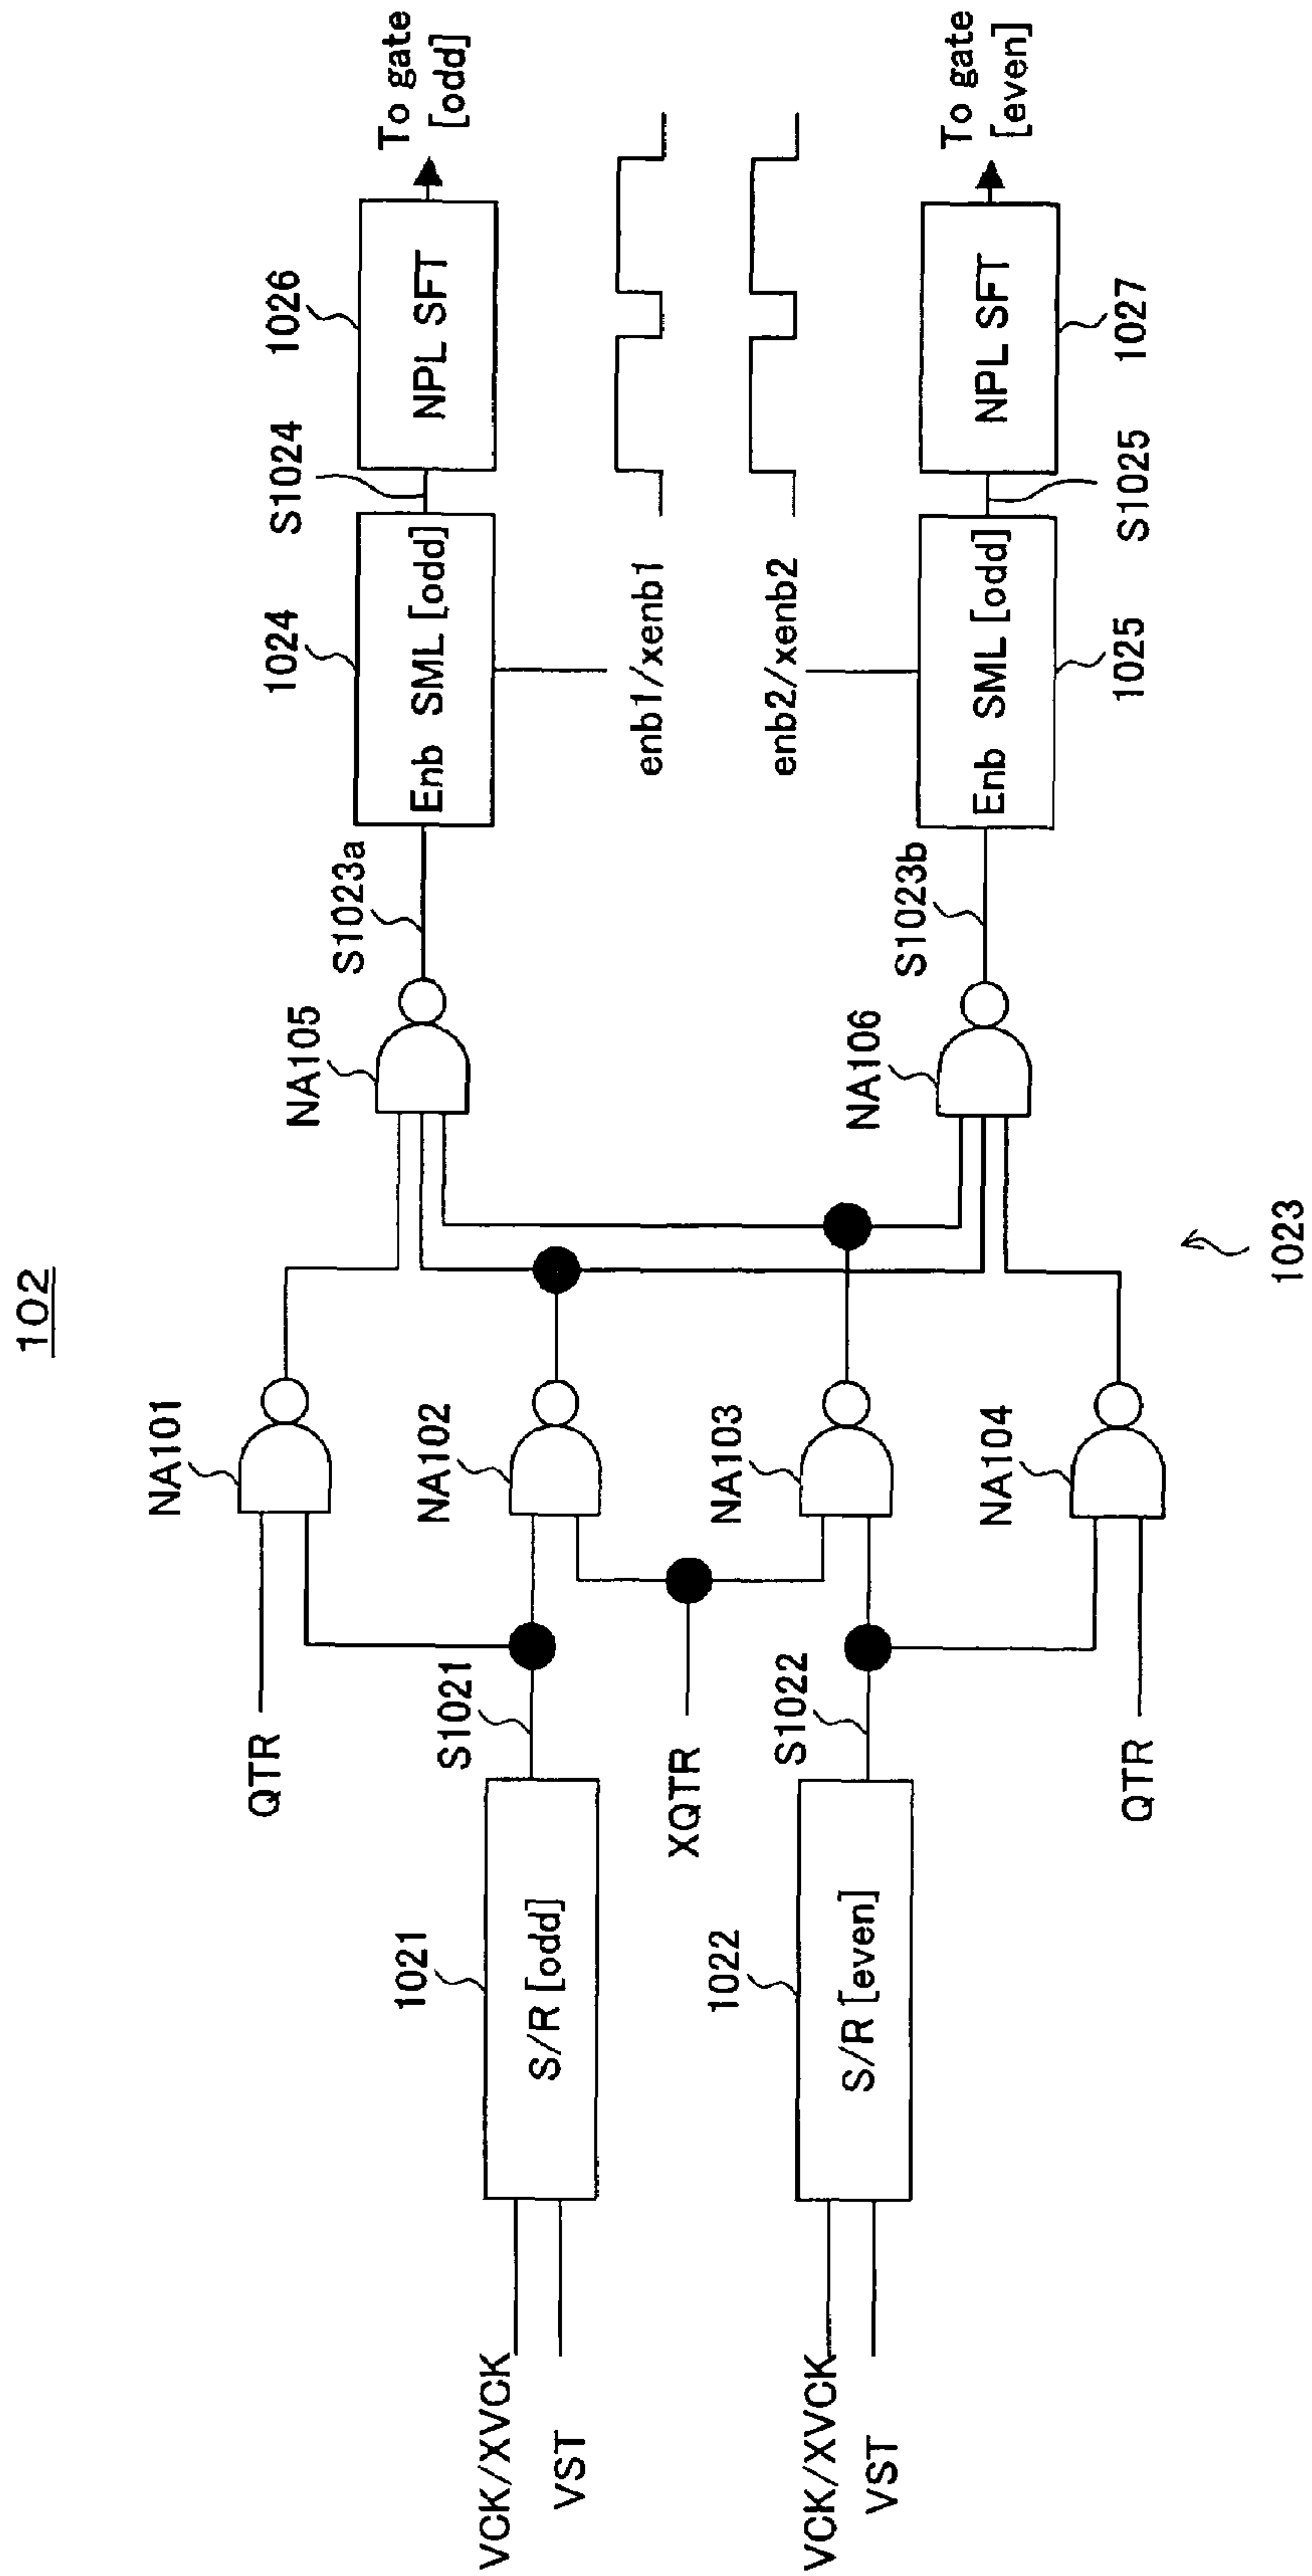 102
VCK/XVCK
VST
1021
S/R [odd]
S1021
QTR
NA101
NA102
XQTR
VCK/XVCK
VST
1022
S/R [even]
S1022
NA103
NA104
QTR
1023
NA105
S1023a
1024
Enb SML [odd]
S1024
1026
NPL SFT
To gate
[odd]
enb1/xenb1
enb2/xenb2
NA106
S1023b
Enb SML [odd]
1025
S1025
NPL SFT
1027
To gate
[even]